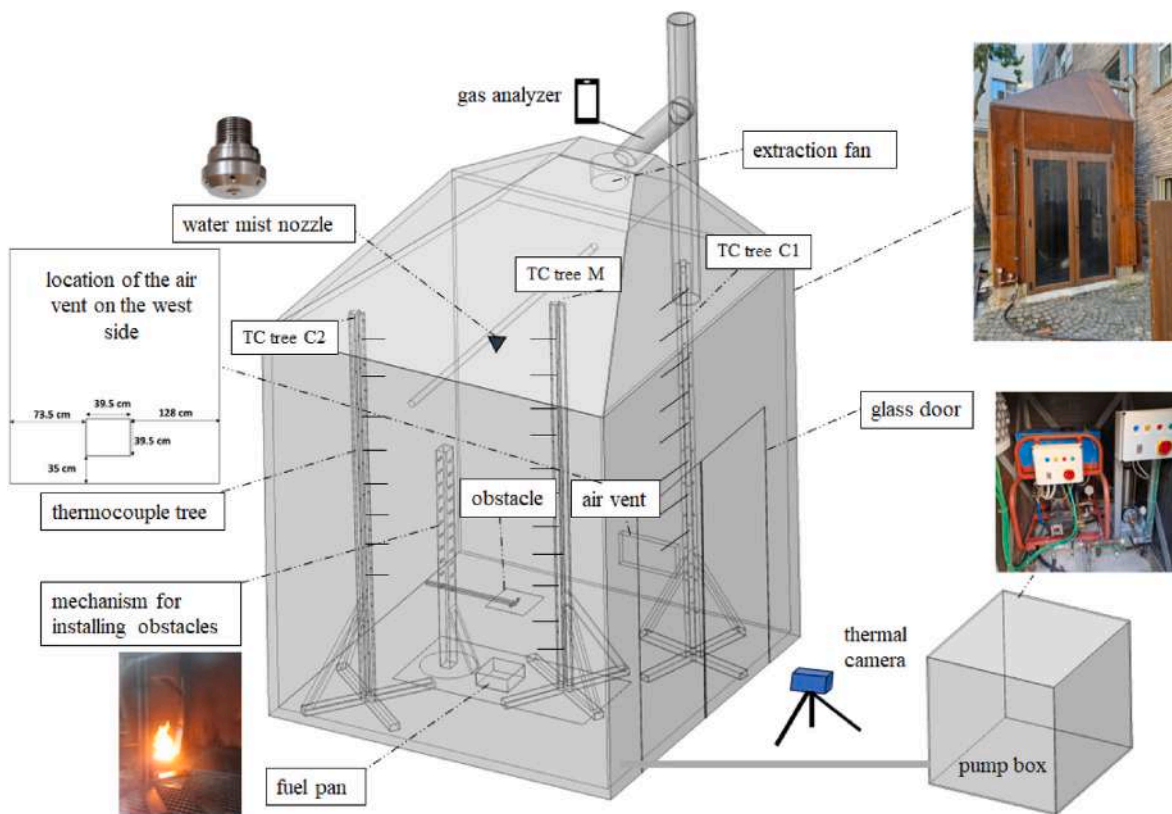 gas analyzer
extraction fan
water mist nozzle
TC tree M
TC tree C1
location of the air
vent on the west
side
TC tree C2
39.5 cm
73.5 cm
128 cm
39.5 cm
35 cm
glass door
thermocouple tree
obstacle
air vent
mechanism for
installing obstacles
thermal
camera
fuel pan
pump box